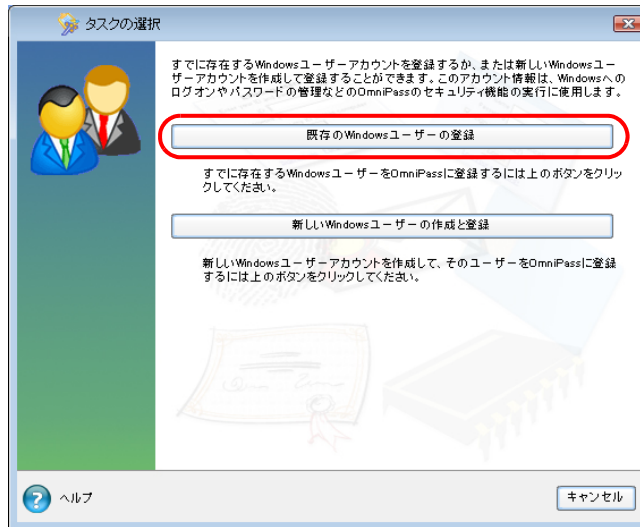 タスクの選択
すでに存在するWindowsユーザーアカウントを登録するか、または新しいWindowsユー
ザーアカウントを作成して登録することができます。このアカウント情報は、Windowsへの
ログオンやパスワードの管理などのOmniPassのセキュリティ機能の実行に使用します。
既存のWindowsユーザーの登録
すでに存在するWindowsユーザーをOmniPassに登録するには上のボタンをクリッ
クしてください。
新しいWindowsユーザーの作成と登録
新しいWindowsユーザーアカウントを作成して、そのユーザーをOmniPassに登録
するには上のボタンをクリックしてください。
ヘルプ
キャンセル